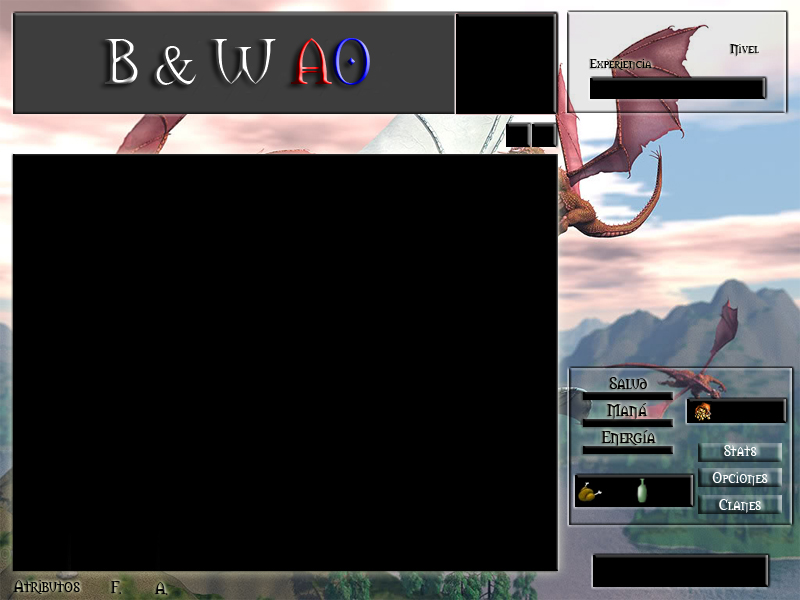 B & W AO
Nivel
Experiencia
Salud
Maná
Energía
Stats
Opciones
Clanes
Atributos F. A.